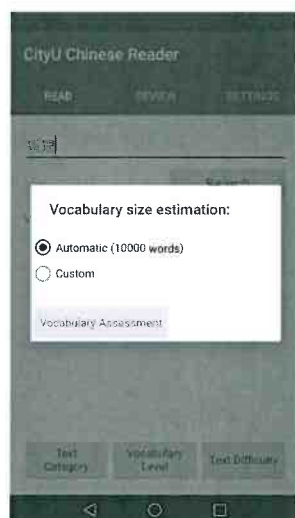 CityU Chinese Reader
READ REVIEW SETTINGS
Vocabulary size estimation:
Automatic (10000 words)
Custom
Vocabulary Assessment
Text Vocabulary Text Difficulty
Category Level